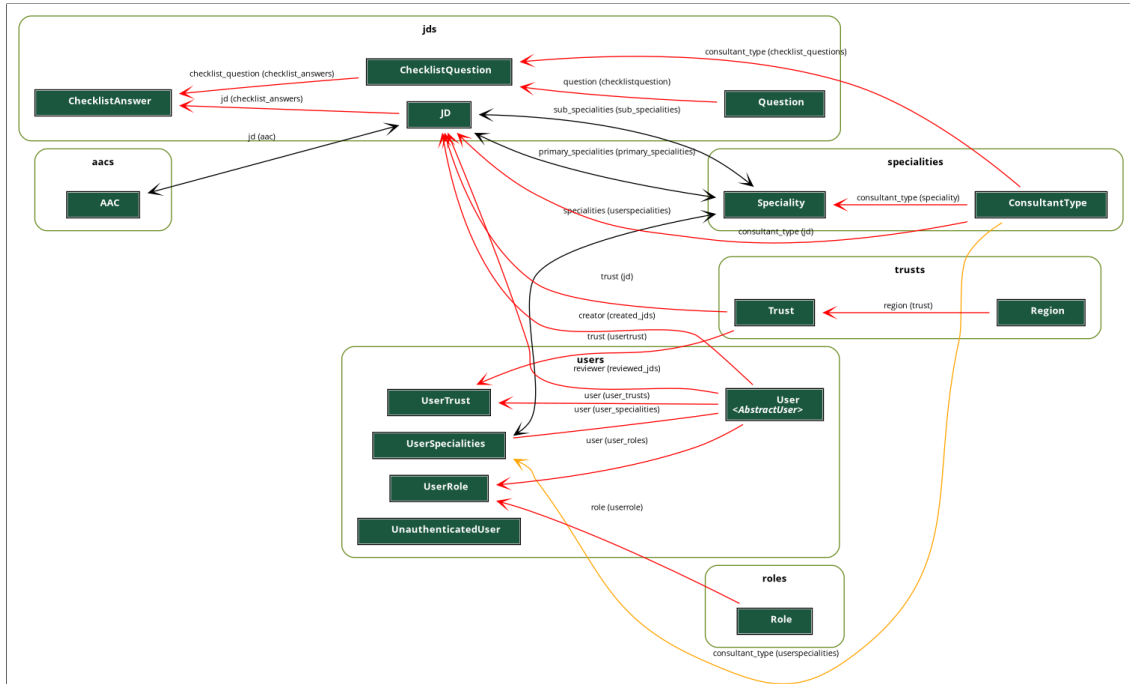 jds
consultant_type (checklist_questions)
ChecklistQuestion
checklist_question (checklist_answers)
question (checklistquestion)
ChecklistAnswer
jd (checklist_answers)
Question
sub_specialities (sub_specialities)
JD
jd (aac)
primary_specialities (primary_specialities)
aacs
specialities
AAC
Speciality
consultant_type (speciality)
ConsultantType
specialities (userspecialities)
consultant_type (jd)
trusts
trust (jd)
Trust
region (trust)
Region
creator (created_jds)
trust (usertrust)
users
reviewer (reviewed_jds)
UserTrust
user (user_trusts)
User
<AbstractUser>
user (user_specialities)
UserSpecialities
user (user_roles)
UserRole
role (userrole)
UnauthenticatedUser
roles
Role
consultant_type (userspecialities)